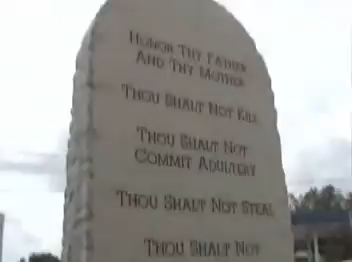 Honor Thy Father
And Thy Mother
Thou Shalt Not Kill
Thou Shalt Not
Commit Adultery
Thou Shalt Not Steal
Thou Shalt Not